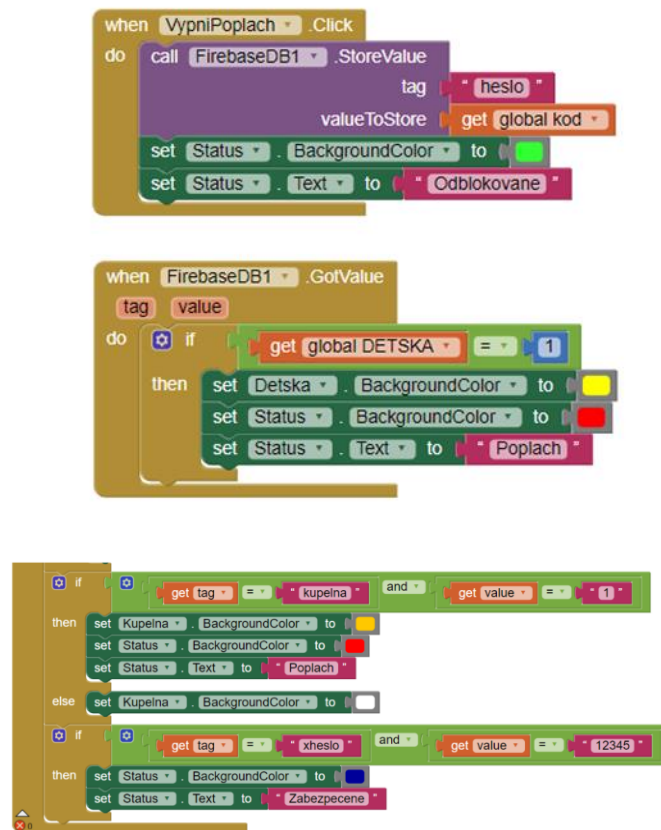 when VypniPoplach .Click
do call FirebaseDB1 .StoreValue
tag " heslo "
valueToStore get global kod
set Status . BackgroundColor to
set Status . Text to " Odblokovane "
when FirebaseDB1 .GotValue
tag value
do if get global DETSKA = 1
then set Detska . BackgroundColor to
set Status . BackgroundColor to
set Status . Text to " Poplach "
if get tag = " kupelna " and get value = " 1 "
then set Kupelna . BackgroundColor to
set Status . BackgroundColor to
set Status . Text to " Poplach "
else set Kupelna . BackgroundColor to
if get tag = " xheslo " and get value = " 12345 "
then set Status . BackgroundColor to
set Status . Text to " Zabezpecene "
0